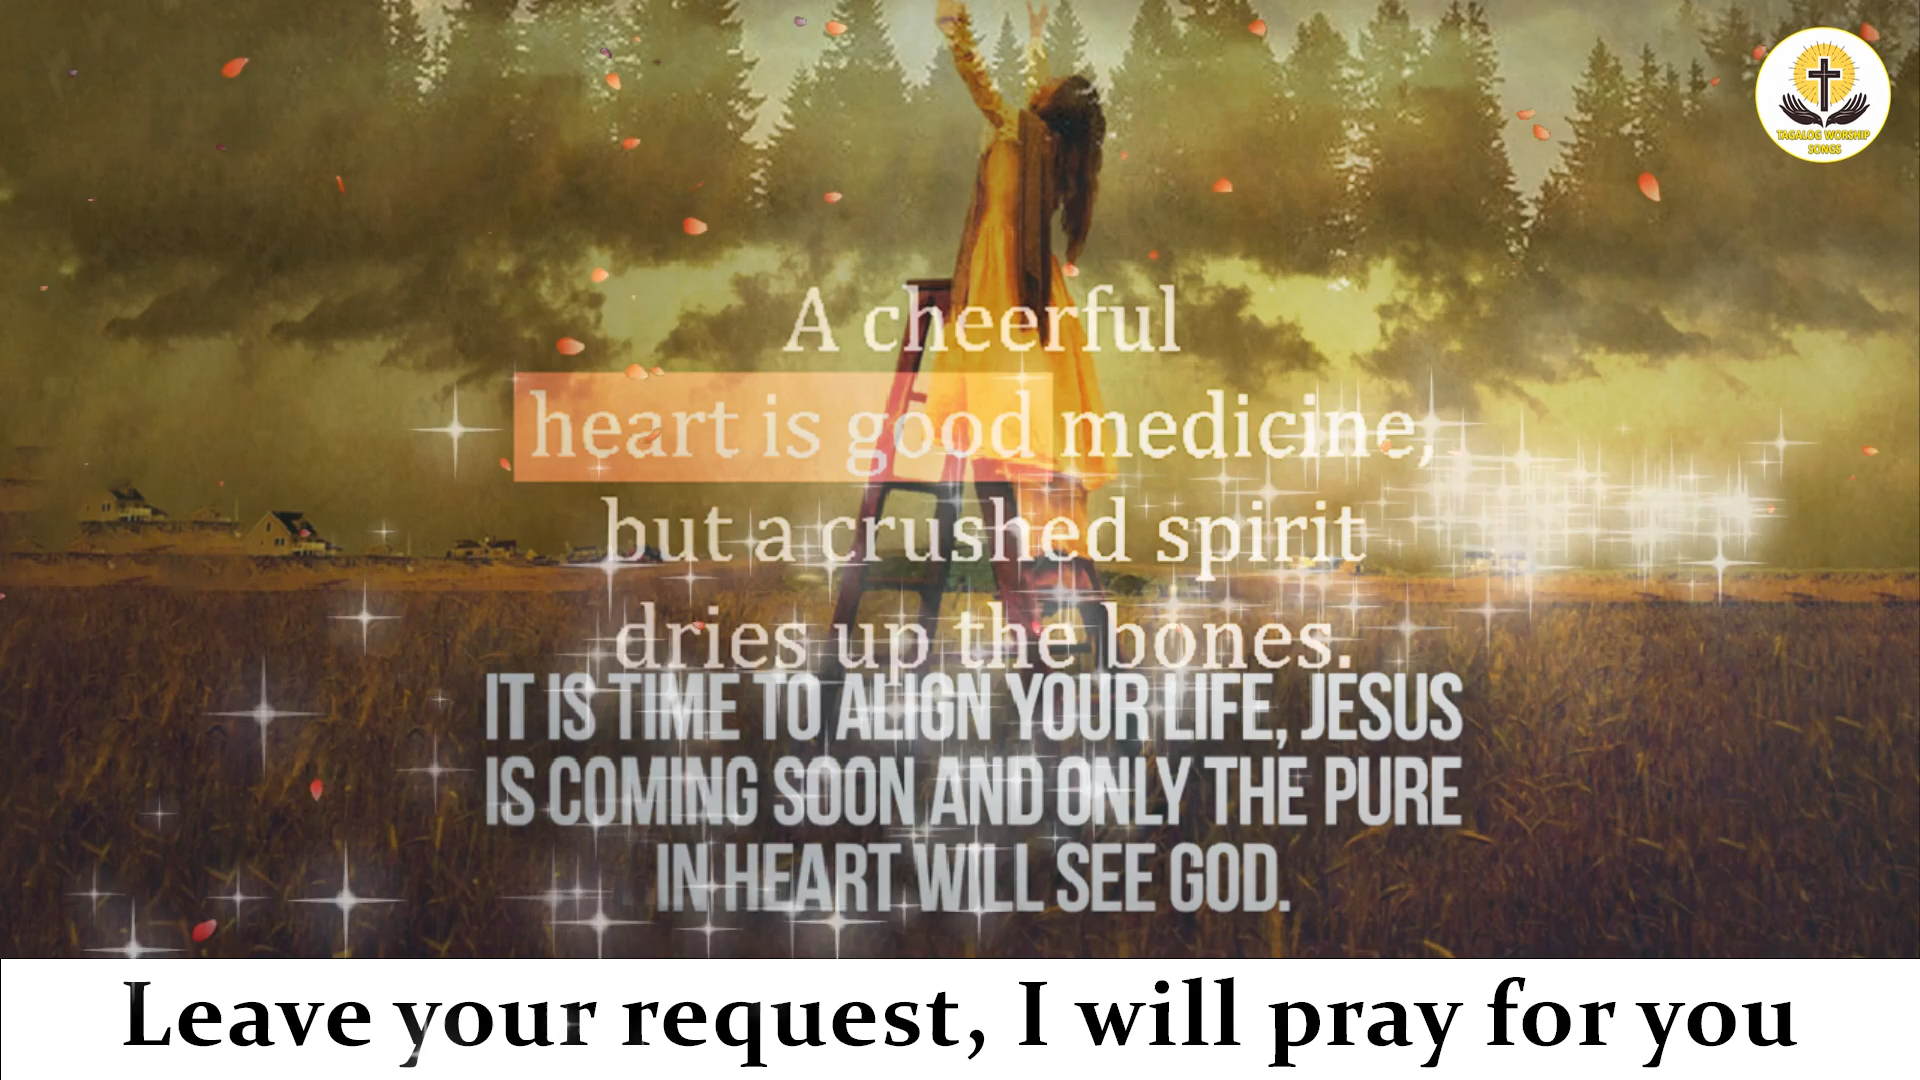 TAGALOG WORSHIP
SONGS
A cheerful
heart is good medicine,
but a crushed spirit
dries up the bones.
IT IS TIME TO ALIGN YOUR LIFE, JESUS
IS COMING SOON AND ONLY THE PURE
IN HEART WILL SEE GOD.
Leave your request, I will pray for you